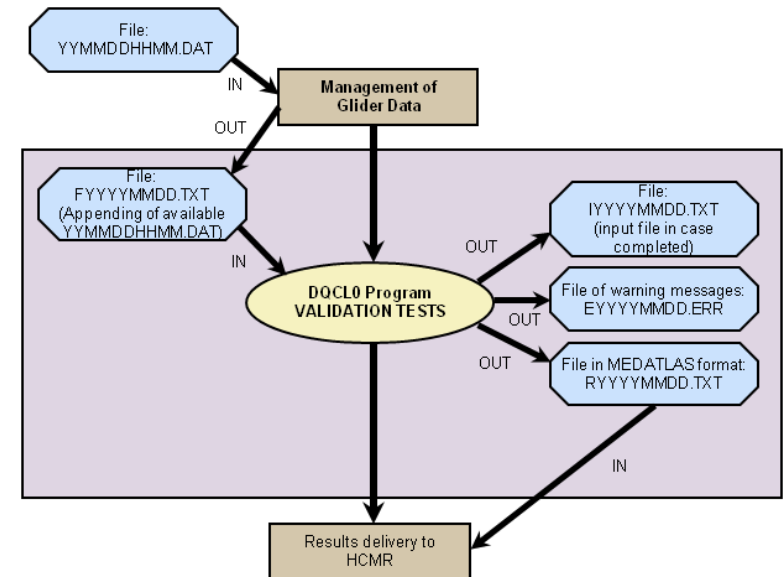 File:
YYMMDDHHMM.DAT
IN
Management of
Glider Data
OUT
File:
FYYYYMMDD.TXT
(Appending of available
YYMMDDHHMM.DAT)
IN
DQCL0 Program
VALIDATION TESTS
OUT
File:
IYYYYMMDD.TXT
(input file in case
completed)
OUT
File of warning messages:
EYYYYMMDD.ERR
OUT
File in MEDATLAS format:
RYYYYMMDD.TXT
IN
Results delivery to
HCMR